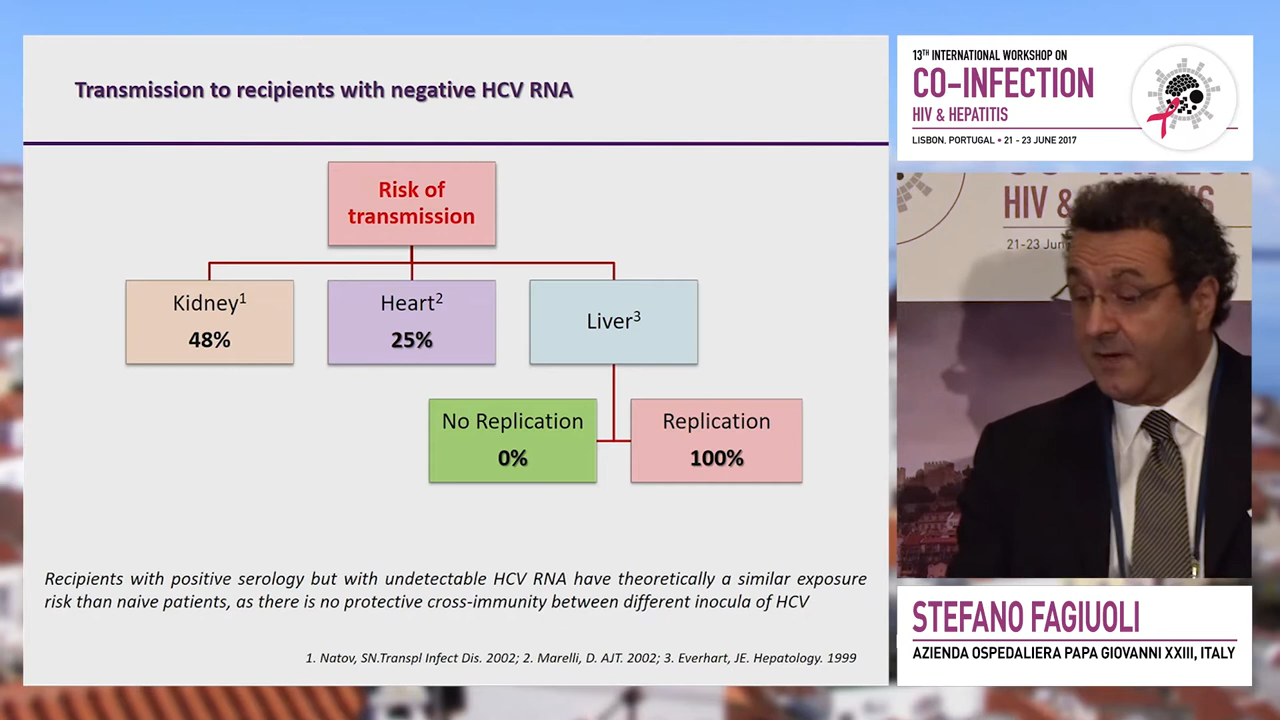 Transmission to recipients with negative HCV RNA
Risk of
transmission
Kidney1
48%
Heart2
25%
Liver3
No Replication
0%
Replication
100%
Recipients with positive serology but with undetectable HCV RNA have theoretically a similar exposure
risk than naive patients, as there is no protective cross-immunity between different inocula of HCV
1. Natov, SN.Transpl Infect Dis. 2002; 2. Marelli, D. AJT. 2002; 3. Everhart, JE. Hepatology. 1999
13TH INTERNATIONAL WORKSHOP ON
CO-INFECTION
HIV & HEPATITIS
LISBON, PORTUGAL • 21 - 23 JUNE 2017
HIV &
21-23 Jun
STEFANO FAGIUOLI
AZIENDA OSPEDALIERA PAPA GIOVANNI XXIII, ITALY